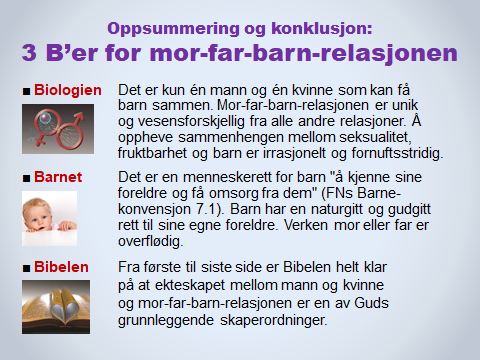 Oppsummering og konklusjon:
3 B’er for mor-far-barn-relasjonen
■ Biologien Det er kun én mann og én kvinne som kan få
barn sammen. Mor-far-barn-relasjonen er unik
og vesensforskjellig fra alle andre relasjoner. Å
oppheve sammenhengen mellom seksualitet,
fruktbarhet og barn er irrasjonelt og fornuftsstridig.
■ Barnet Det er en menneskerett for barn "å kjenne sine
foreldre og få omsorg fra dem" (FNs Barne-
konvensjon 7.1). Barn har en naturgitt og gudgitt
rett til sine egne foreldre. Verken mor eller far er
overflødig.
■ Bibelen Fra første til siste side er Bibelen helt klar
på at ekteskapet mellom mann og kvinne
og mor-far-barn-relasjonen er en av Guds
grunnleggende skaperordninger.